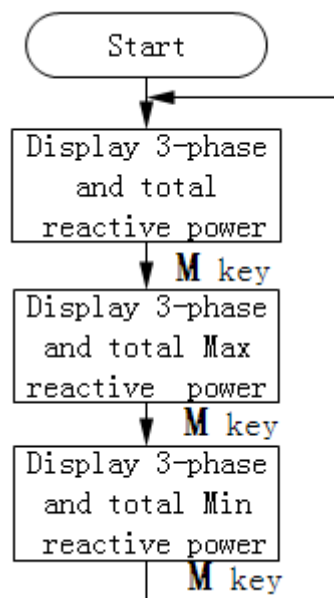 Start
Display 3-phase
and total
reactive power
M key
Display 3-phase
and total Max
reactive power
M key
Display 3-phase
and total Min
reactive power
M key